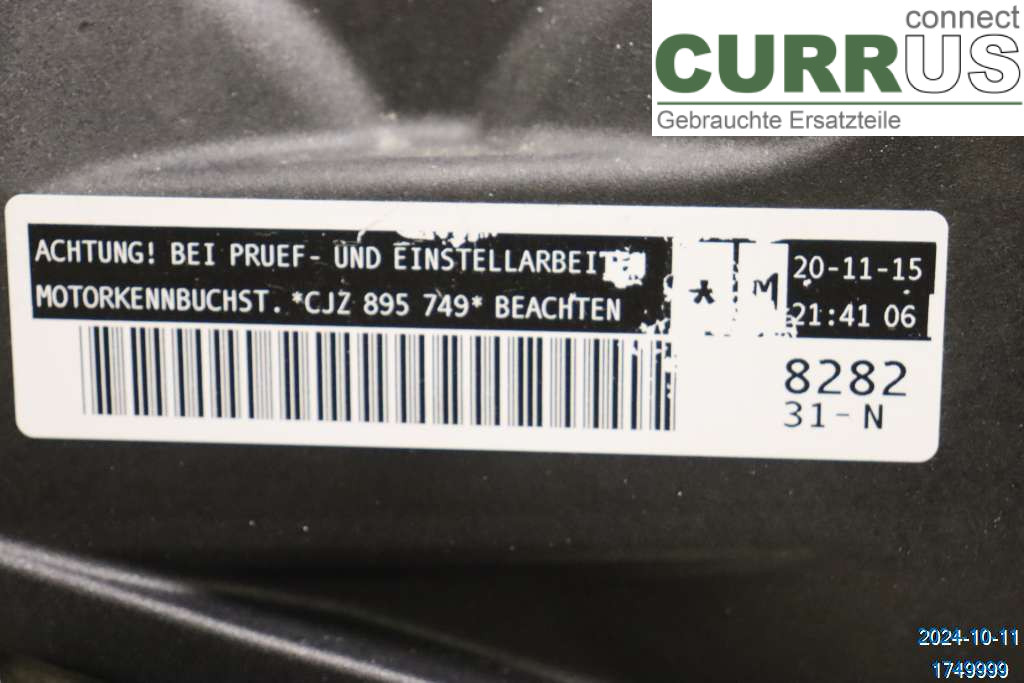 connect
CURRUS
Gebrauchte Ersatzteile
ACHTUNG! BEI PRUEF- UND EINSTELLARBEITEN
MOTORKENNBUCHST. *CJZ 895 749* BEACHTEN
* M
20-11-15
21:41 06
8282
31-N
2024-10-11
1749999